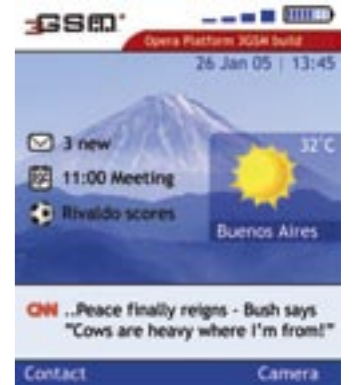 3GSM
Opera Platform 3GSM build
26 Jan 05 | 13:45
3 new
32°C
11:00 Meeting
Rivaldo scores
Buenos Aires
CNN ..Peace finally reigns - Bush says
"Cows are heavy where I'm from!"
Contact Camera